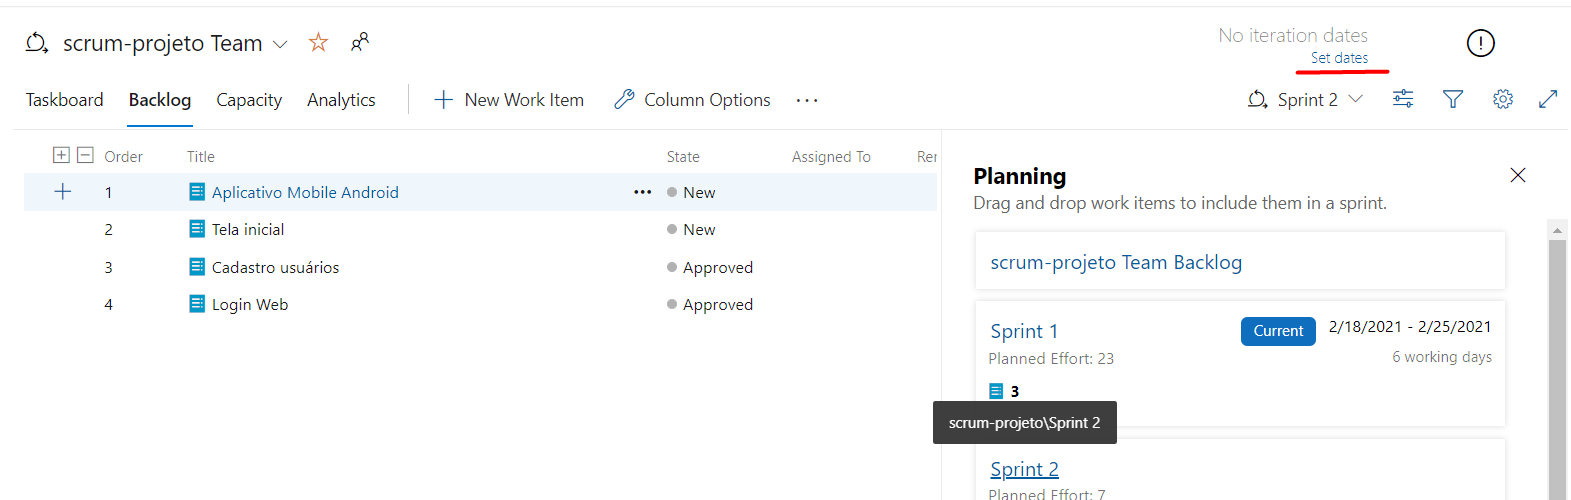 scrum-projeto Team
No iteration dates
Set dates
Taskboard Backlog Capacity Analytics New Work Item Column Options
Sprint 2
Order Title State Assigned To
1 Aplicativo Mobile Android New
2 Tela inicial New
3 Cadastro usuários Approved
4 Login Web Approved
Planning
Drag and drop work items to include them in a sprint.
scrum-projeto Team Backlog
Sprint 1 Current 2/18/2021 - 2/25/2021
Planned Effort: 23 6 working days
3
scrum-projeto\Sprint 2
Sprint 2
Planned Effort: 7